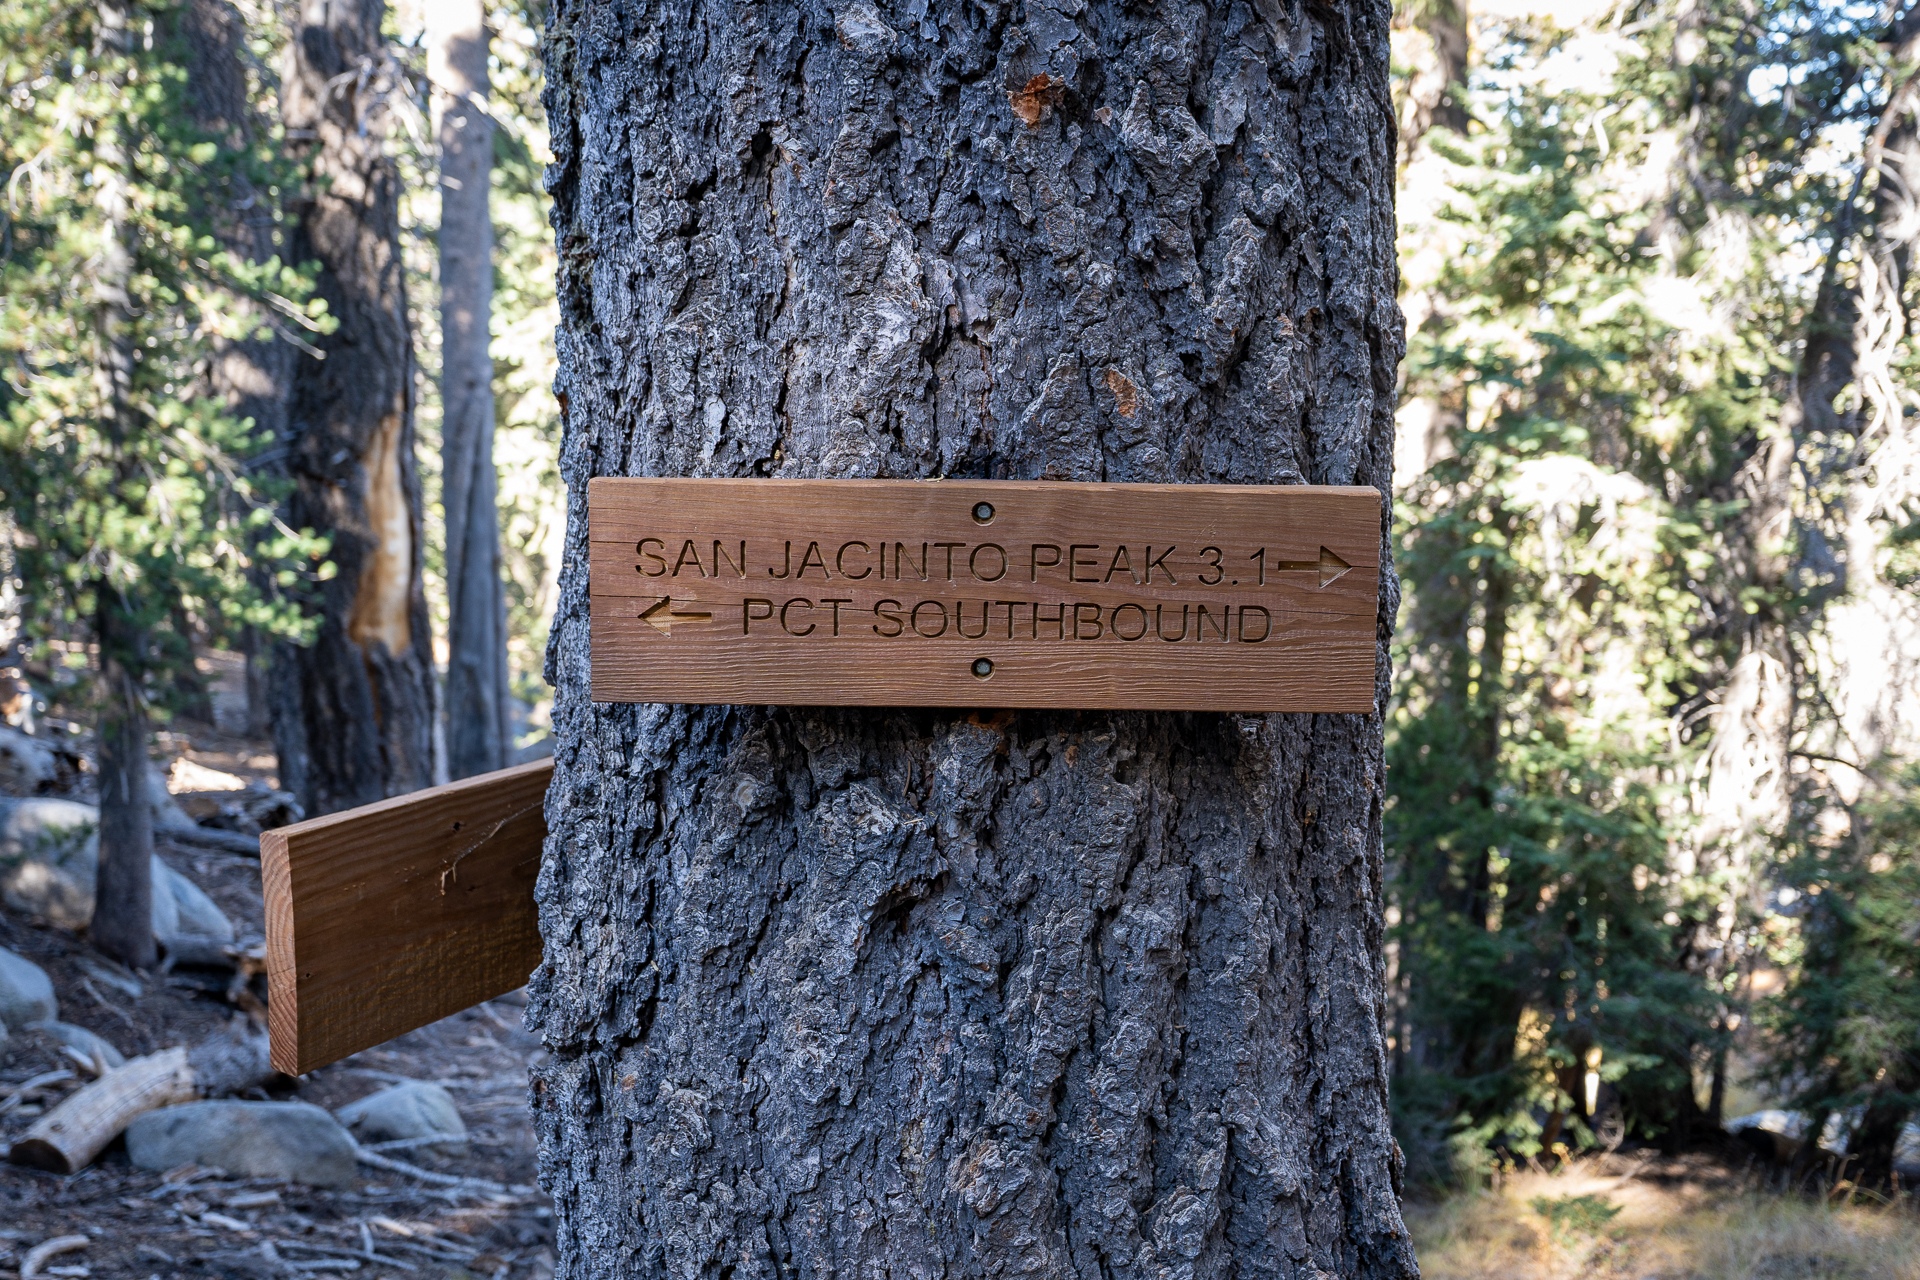 SAN JACINTO PEAK 3.1→
← PCT SOUTHBOUND